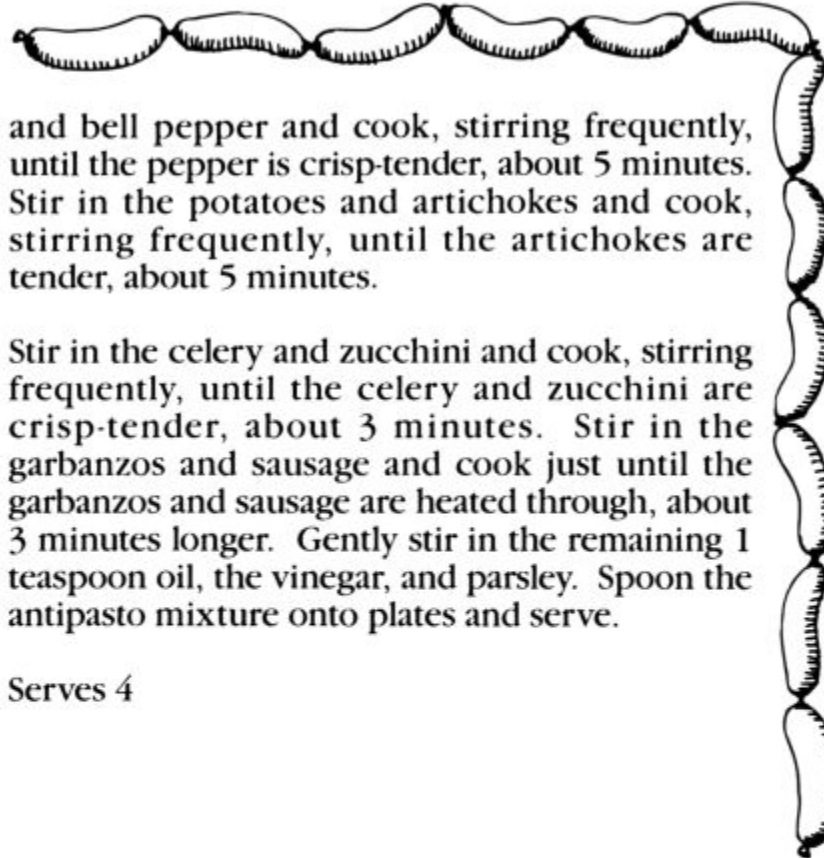 and bell pepper and cook, stirring frequently,
until the pepper is crisp-tender, about 5 minutes.
Stir in the potatoes and artichokes and cook,
stirring frequently, until the artichokes are
tender, about 5 minutes.
Stir in the celery and zucchini and cook, stirring
frequently, until the celery and zucchini are
crisp-tender, about 3 minutes. Stir in the
garbanzos and sausage and cook just until the
garbanzos and sausage are heated through, about
3 minutes longer. Gently stir in the remaining 1
teaspoon oil, the vinegar, and parsley. Spoon the
antipasto mixture onto plates and serve.
Serves 4